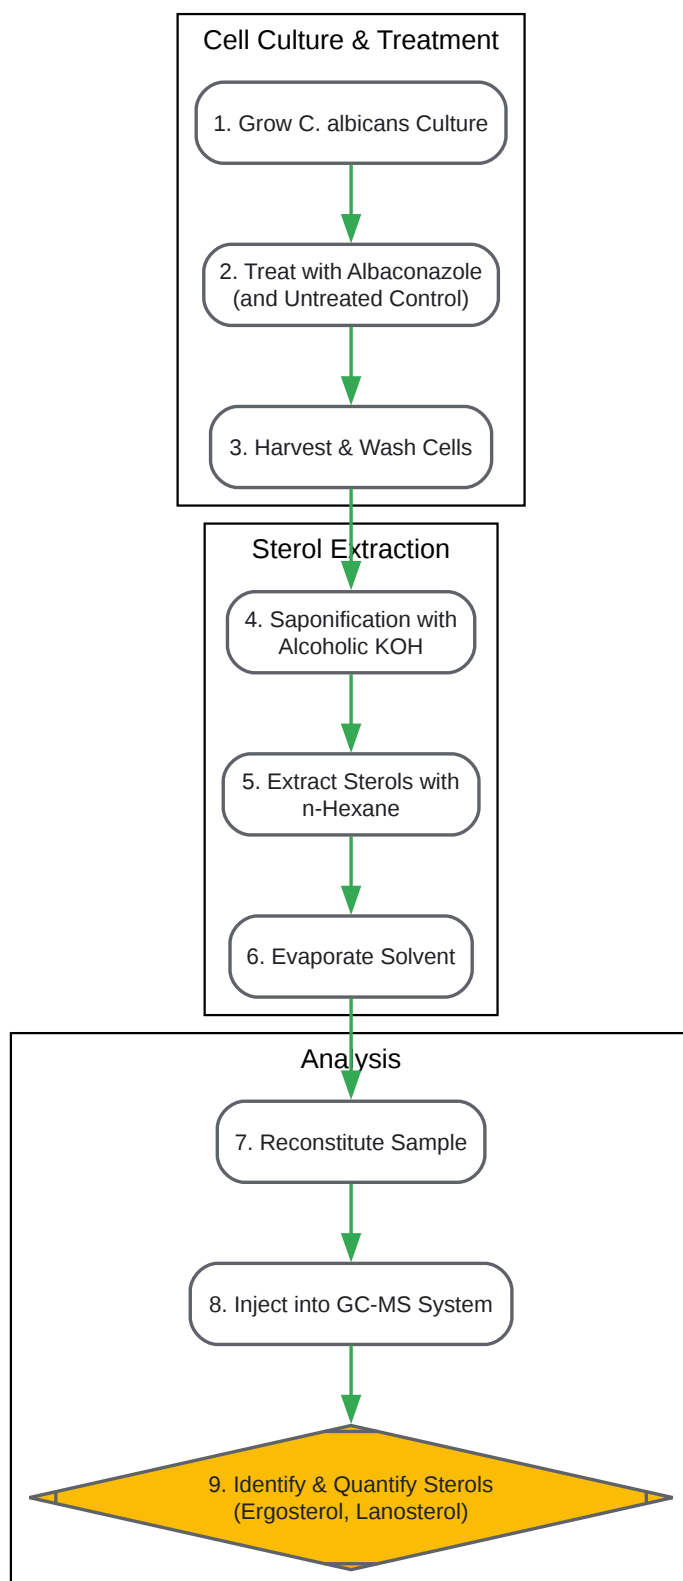 Cell Culture & Treatment
1. Grow C. albicans Culture
2. Treat with Albaconazole
(and Untreated Control)
3. Harvest & Wash Cells
Sterol Extraction
4. Saponification with
Alcoholic KOH
5. Extract Sterols with
n-Hexane
6. Evaporate Solvent
Analysis
7. Reconstitute Sample
8. Inject into GC-MS System
9. Identify & Quantify Sterols
(Ergosterol, Lanosterol)